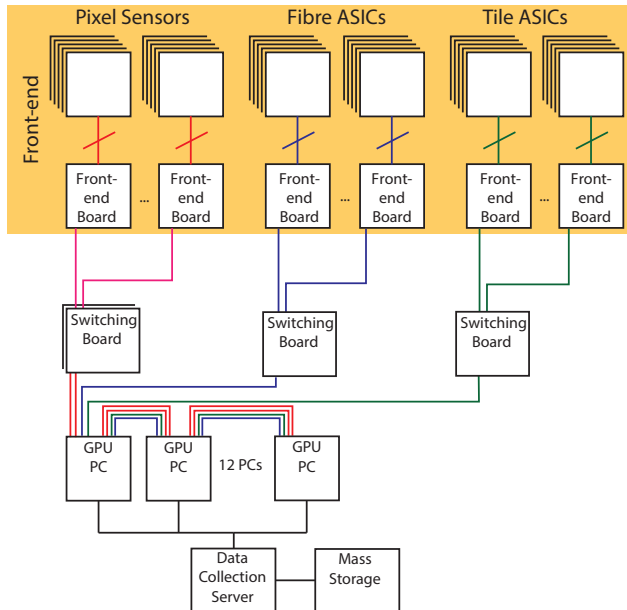 Pixel Sensors
Fibre ASICs
Tile ASICs
Front-end
Front-
end
Board
...
Front-
end
Board
Front-
end
Board
...
Front-
end
Board
Front-
end
Board
...
Front-
end
Board
Switching
Board
Switching
Board
Switching
Board
GPU
PC
GPU
PC
12 PCs
GPU
PC
Data
Collection
Server
Mass
Storage